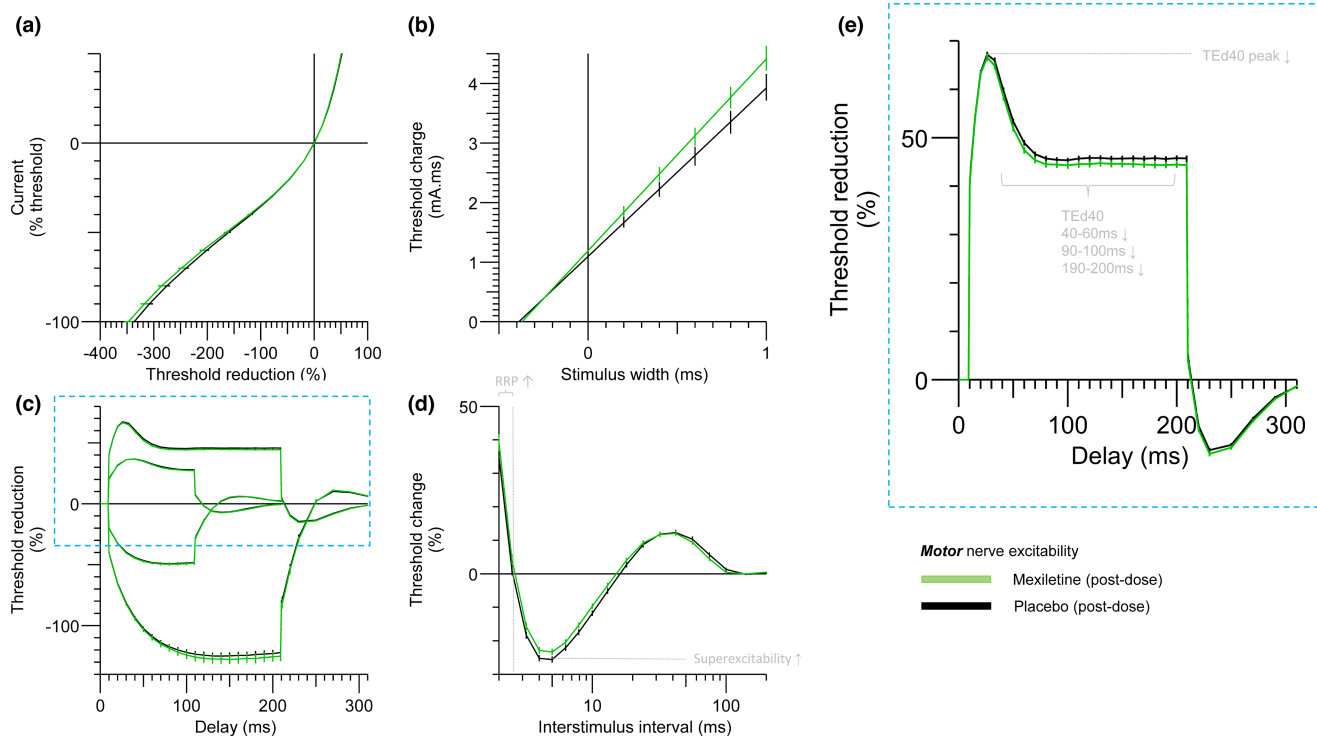 (a)
Current
(% threshold)
0
-100
-400
-300
-200
-100
0
100
Threshold reduction (%)
(b)
Threshold charge
(mA.ms)
4
3
2
1
0
0
1
Stimulus width (ms)
(c)
Threshold reduction
(%)
0
-100
0
100
200
300
Delay (ms)
(d)
RRP ↑
50
Threshold change
(%)
0
Superexcitability ↑
10
100
Interstimulus interval (ms)
(e)
Threshold reduction
(%)
50
0
TEd40 peak ↓
TEd40
40-60ms ↓
90-100ms ↓
190-200ms ↓
0
100
200
300
Delay (ms)
Motor nerve excitability
Mexiletine (post-dose)
Placebo (post-dose)